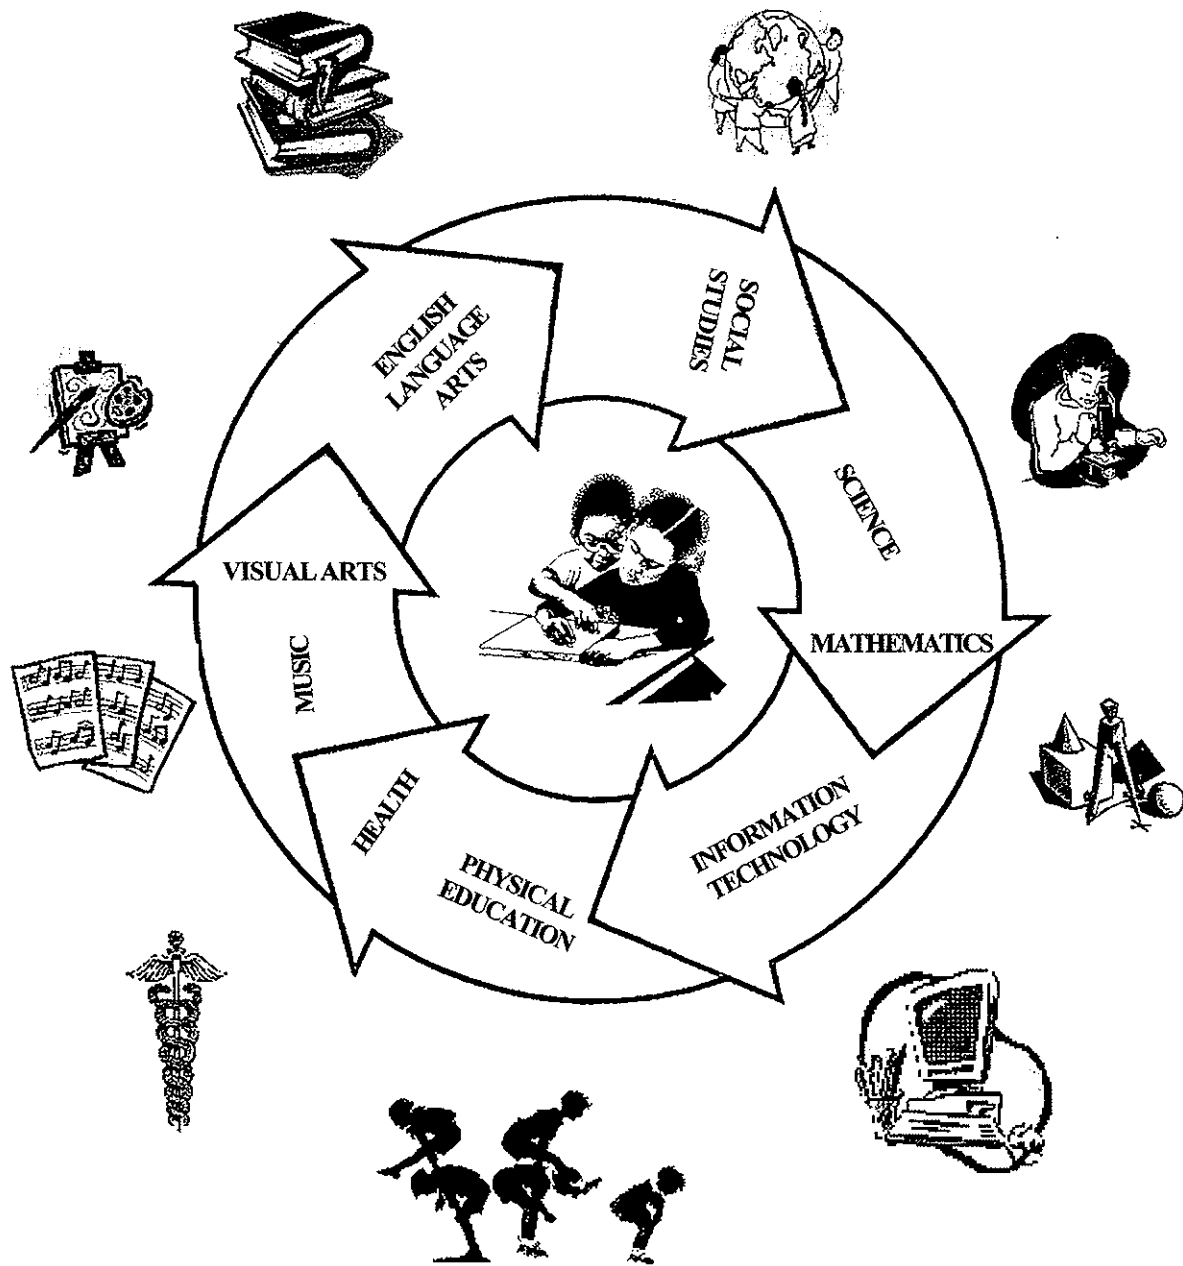 ENGLISH
LANGUAGE
ARTS
SOCIAL
STUDIES
SCIENCE
MATHEMATICS
INFORMATION
TECHNOLOGY
PHYSICAL
EDUCATION
HEALTH
MUSIC
VISUAL ARTS